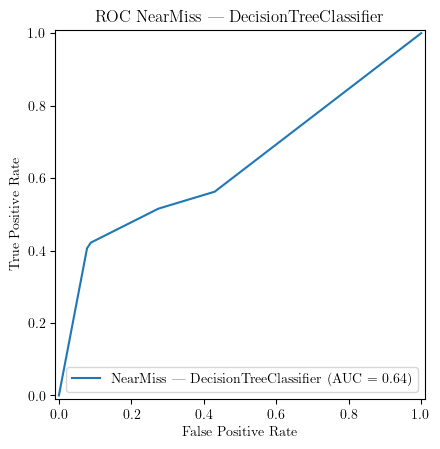 ROC NearMiss — DecisionTreeClassifier
True Positive Rate
1.0
0.8
0.6
0.4
0.2
0.0
NearMiss — DecisionTreeClassifier (AUC = 0.64)
0.0 0.2 0.4 0.6 0.8 1.0
False Positive Rate